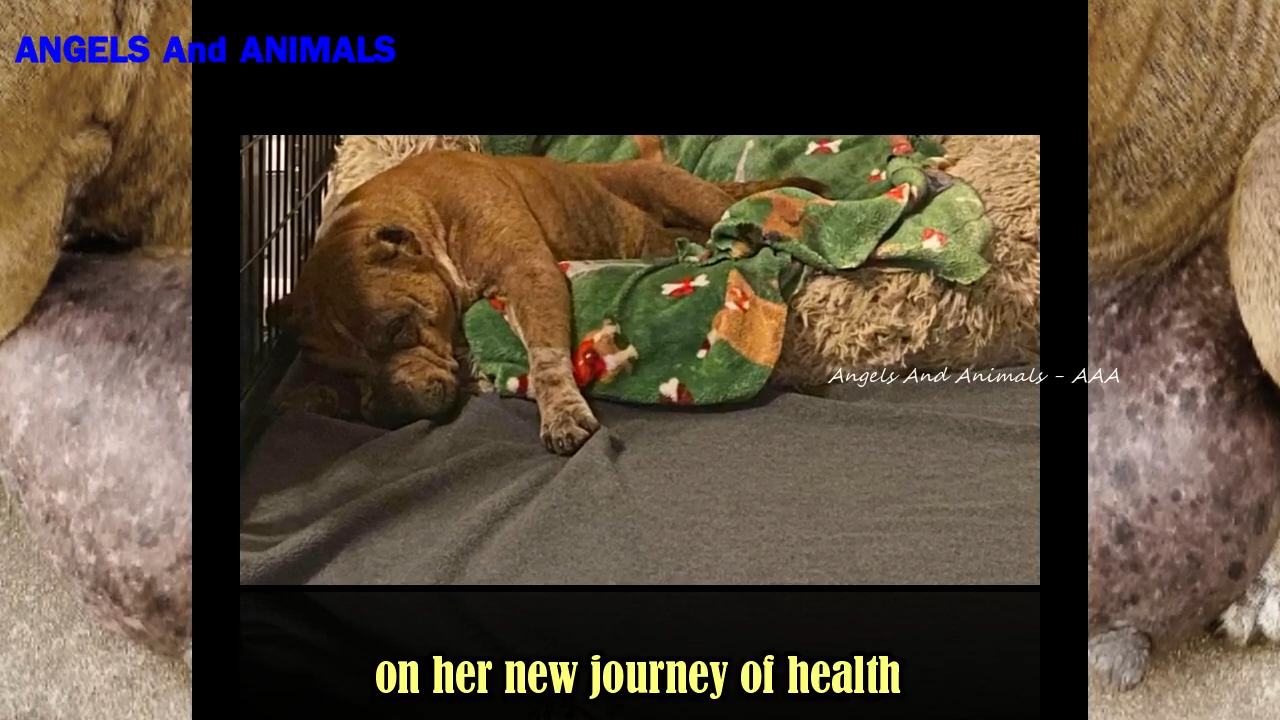 ANGELS And ANIMALS
Angels And Animals - AAA
on her new journey of health